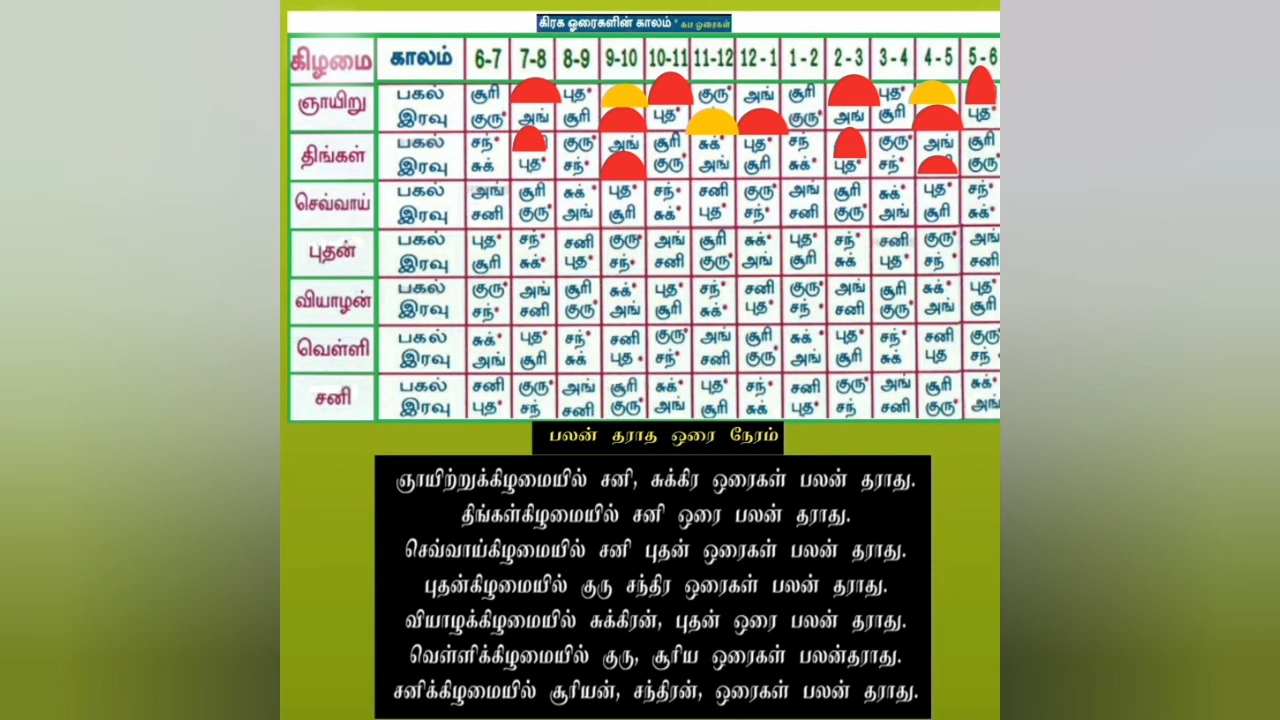 கிரக ஓரைகளின் காலம் * சுப ஓரைகள்
கிழமை காலம் 6-7 7-8 8-9 9-10 10-11 11-12 12-1 1-2 2-3 3-4 4-5 5-6
ஞாயிறு பகல் சூரி புத* குரு* அங் சூரி புத*
இரவு குரு* அங் சூரி புத* குரு* அங் சூரி புத*
திங்கள் பகல் சந்* குரு* அங் சூரி சுக்* புத* சந் குரு* அங் சூரி
இரவு சுக் புத* சந்* குரு* அங் சூரி சுக்* புத* சந்* குரு*
செவ்வாய் பகல் அங் சூரி சுக்* புத* சந்* சனி குரு* அங் சூரி சுக்* புத* சந்*
இரவு சனி குரு* அங் சூரி சுக்* புத* சந்* சனி குரு* அங் சூரி சுக்*
புதன் பகல் புத* சந்* சனி குரு* அங் சூரி சுக்* புத* சந்* சனி குரு* அங்
இரவு சூரி சுக்* புத* சந்* சனி குரு* அங் சூரி சுக் புத* சந்* சனி
வியாழன் பகல் குரு* அங் சூரி சுக்* புத* சந்* சனி குரு* அங் சூரி சுக்* புத*
இரவு சந்* சனி குரு* அங் சூரி சுக்* புத* சந்* சனி குரு* அங் சூரி
வெள்ளி பகல் சுக்* புத* சந்* சனி குரு* அங் சூரி சுக்* புத* சந்* சனி குரு*
இரவு அங் சூரி சுக் புத* சந்* சனி குரு* அங் சூரி சுக் புத சந்*
சனி பகல் சனி குரு* அங் சூரி சுக்* புத* சந்* சனி குரு* அங் சூரி சுக்*
இரவு புத* சந் சனி குரு* அங் சூரி சுக் புத* சந் சனி குரு* அங்
பலன் தராத ஓரை நேரம்
ஞாயிற்றுக்கிழமையில் சனி, சுக்கிர ஓரைகள் பலன் தராது.
திங்கள்கிழமையில் சனி ஓரை பலன் தராது.
செவ்வாய்கிழமையில் சனி புதன் ஓரைகள் பலன் தராது.
புதன்கிழமையில் குரு சந்திர ஓரைகள் பலன் தராது.
வியாழக்கிழமையில் சுக்கிரன், புதன் ஓரை பலன் தராது.
வெள்ளிக்கிழமையில் குரு, சூரிய ஓரைகள் பலன்தராது.
சனிக்கிழமையில் சூரியன், சந்திரன், ஓரைகள் பலன் தராது.